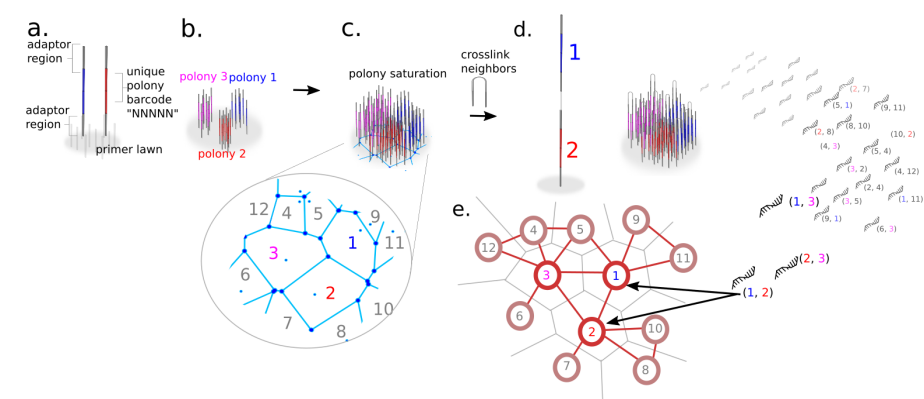 a.
adaptor
region
unique
polony
barcode
"NNNNN"
adaptor
region
primer lawn
b.
polony 3
polony 1
polony 2
c.
polony saturation
12
4
5
9
1
11
3
6
2
10
7
8
crosslink
neighbors
d.
1
2
(2, 7)
(5, 1)
(9, 11)
(2, 8)
(8, 10)
(10, 2)
(4, 3)
(5, 4)
(3, 2)
(4, 12)
(2, 4)
(3, 5)
(1, 11)
(1, 3)
(9, 1)
(6, 3)
(2, 3)
(1, 2)
e.
9
4
5
12
11
3
1
6
2
10
7
8